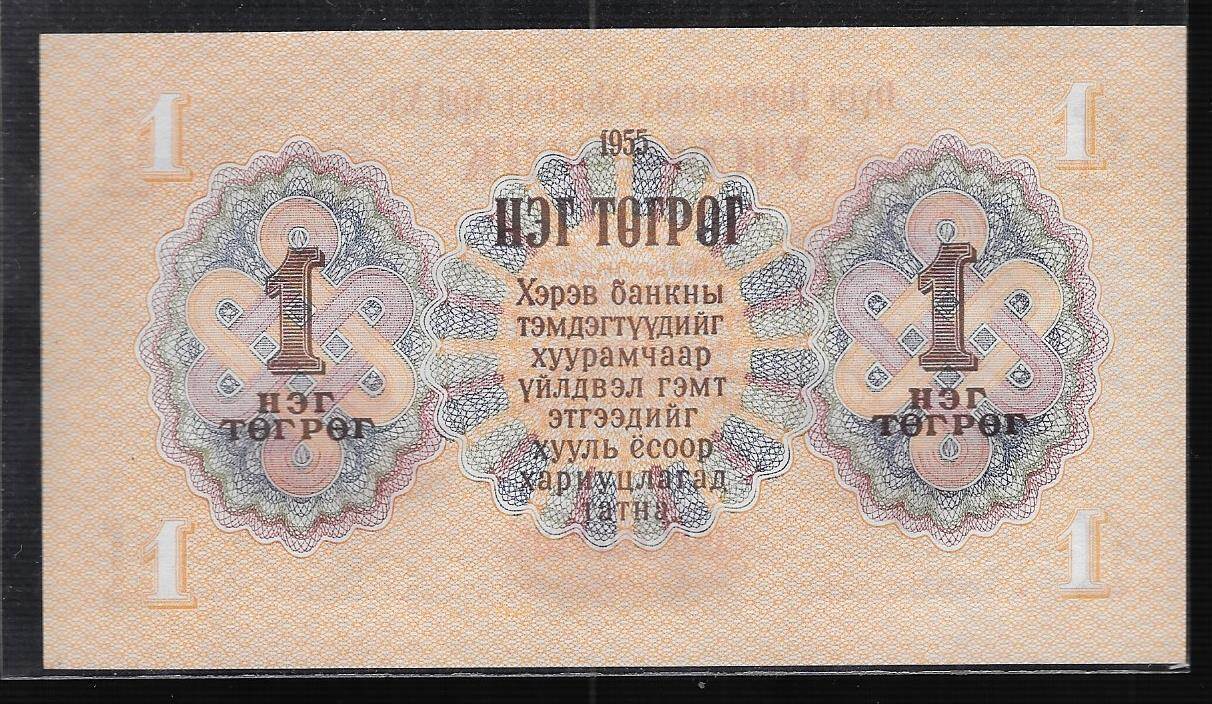 1 1
1955
НЭГ ТӨГРӨГ
Хэрэв банкны
тэмдэгтүүдийг
хуурамчаар
үйлдвэл гэмт
этгээдийг
хууль ёсоор
хариуцлагад
татна
1
НЭГ
ТӨГРӨГ
1
НЭГ
ТӨГРӨГ
1 1